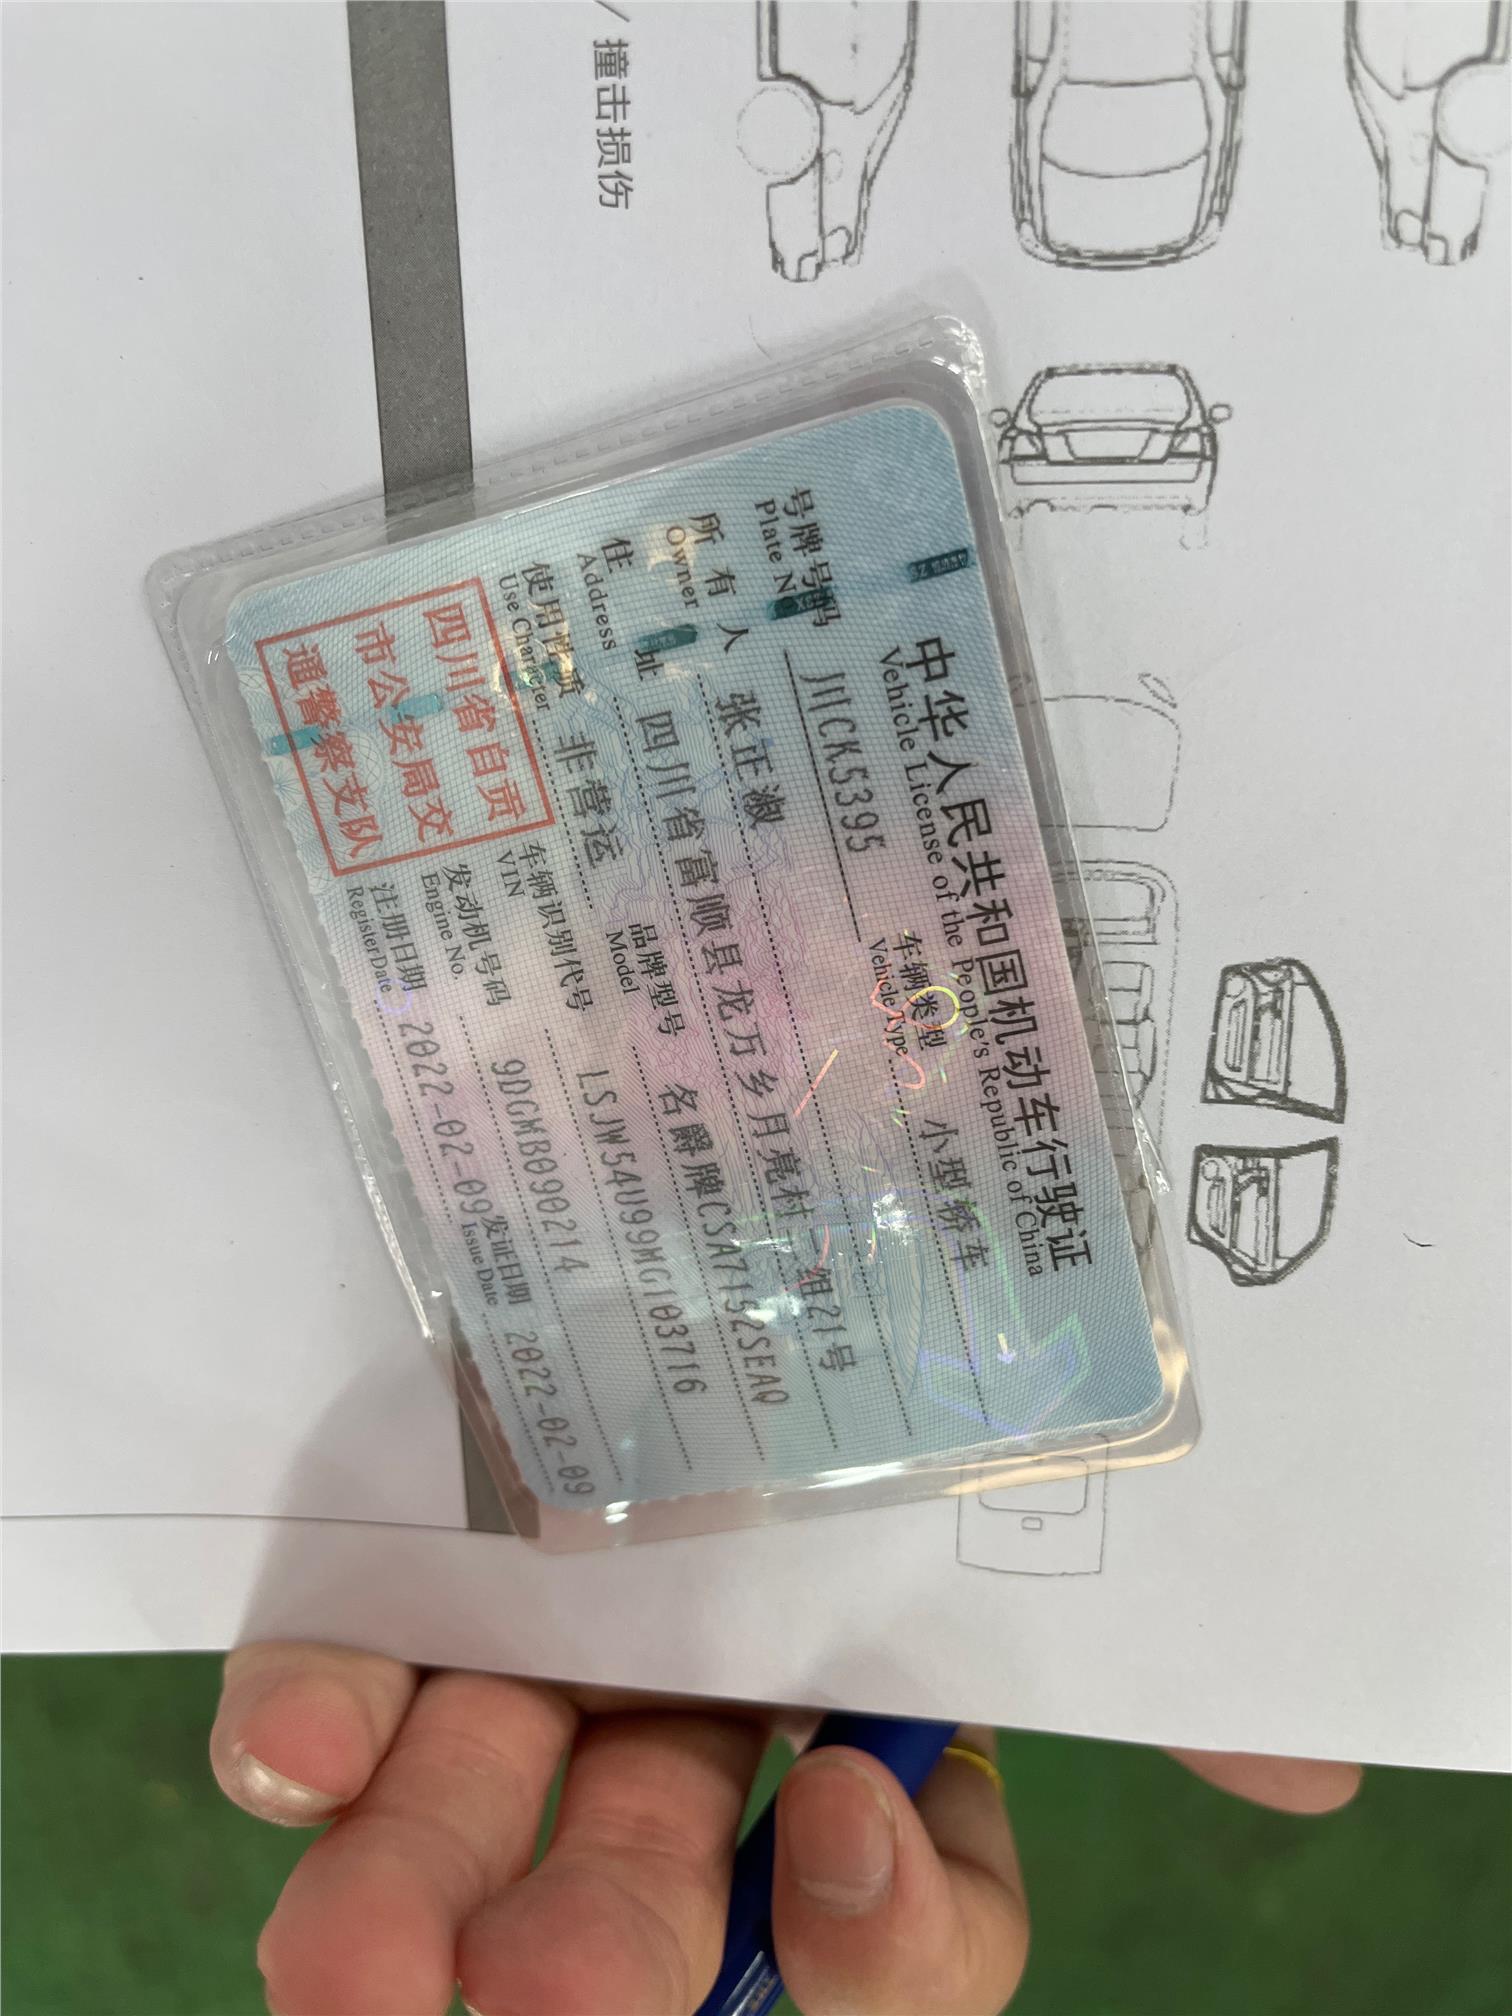 / 撞击损伤
中华人民共和国机动车行驶证
Vehicle License of the People's Republic of China
号牌号码 川CK5395 车辆类型 小型轿车
Plate No. Vehicle Type
所有人 张正淑
Owner
住址 四川省富顺县龙万乡月亮村 组21号
Address
使用性质 非营运 品牌型号 名爵牌CSA7152SEAQ
Use Character Model
四川省自贡
市公安局交
通警察支队
车辆识别代号 LSJW54U99MG103716
VIN
发动机号码 9DGMB090214
Engine No.
注册日期 2022-02-09 发证日期 2022-02-09
Register Date Issue Date